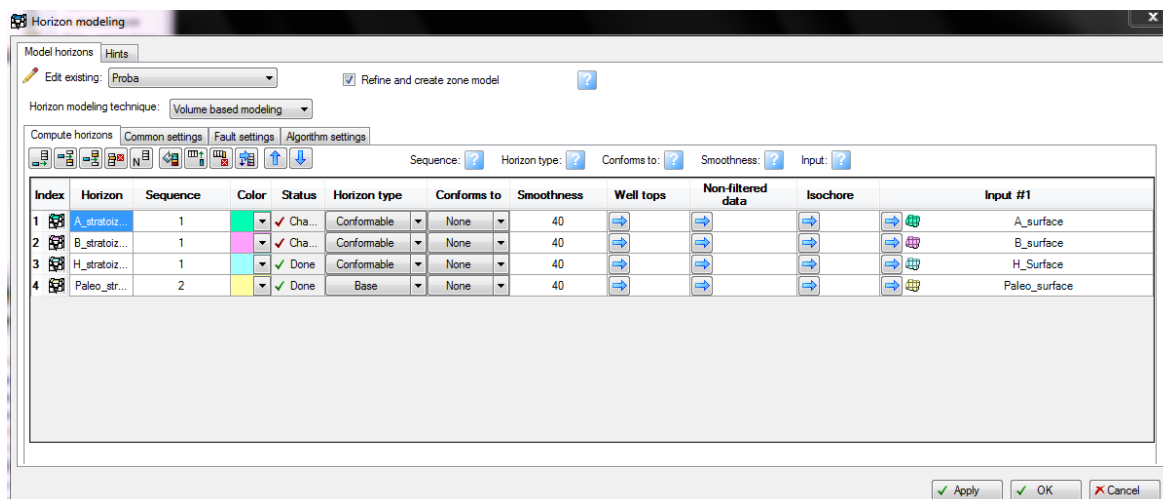 Horizon modeling
Model horizons Hints
Edit existing: Proba Refine and create zone model ?
Horizon modeling technique: Volume based modeling
Compute horizons Common settings Fault settings Algorithm settings
N Sequence: ? Horizon type: ? Conforms to: ? Smoothness: ? Input: ?
Index Horizon Sequence Color Status Horizon type Conforms to Smoothness Well tops Non-filtered data Isochore Input #1
1 A_stratoiz... 1 Cha... Conformable None 40 A_surface
2 B_stratoiz... 1 Cha... Conformable None 40 B_surface
3 H_stratoiz... 1 Done Conformable None 40 H_Surface
4 Paleo_str... 2 Done Base None 40 Paleo_surface
Apply OK Cancel